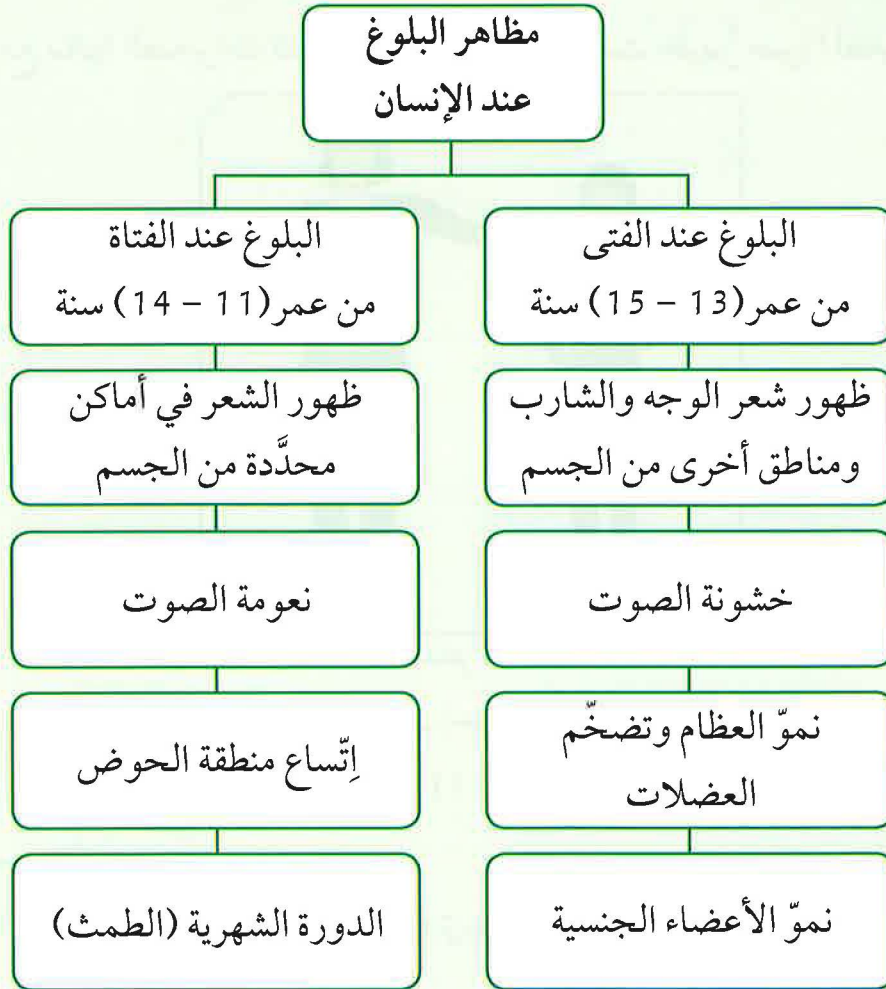 مظاهر البلوغ
عند الإنسان
البلوغ عند الفتى
من عمر (13 – 15) سنة
ظهور شعر الوجه والشارب
ومناطق أخرى من الجسم
خشونة الصوت
نموّ العظام وتضخّم
العضلات
نموّ الأعضاء الجنسية
البلوغ عند الفتاة
من عمر (11 – 14) سنة
ظهور الشعر في أماكن
محدَّدة من الجسم
نعومة الصوت
اِتّساع منطقة الحوض
الدورة الشهرية (الطمث)